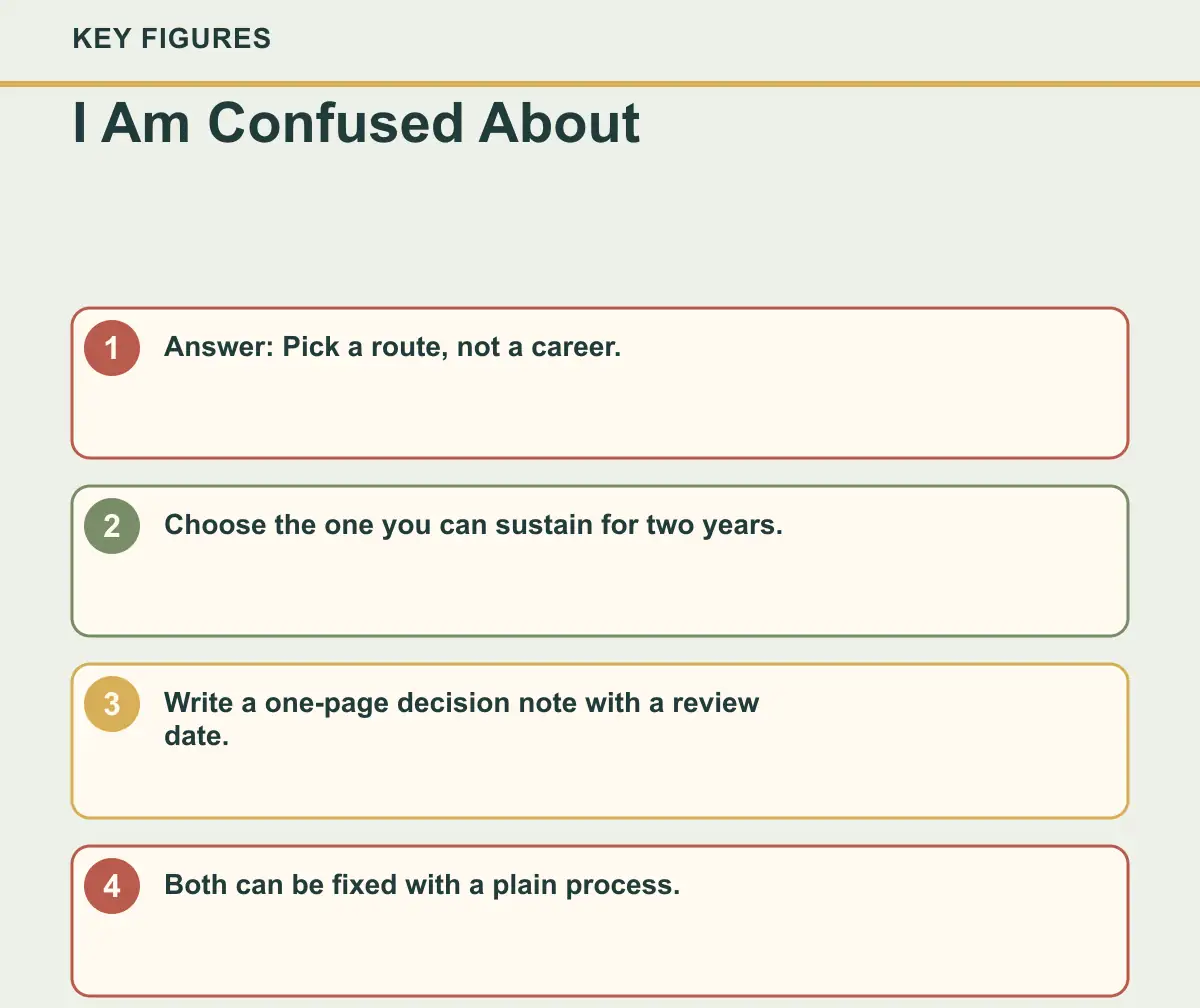 KEY FIGURES
I Am Confused About
1
Answer: Pick a route, not a career.
2
Choose the one you can sustain for two years.
3
Write a one-page decision note with a review
date.
4
Both can be fixed with a plain process.